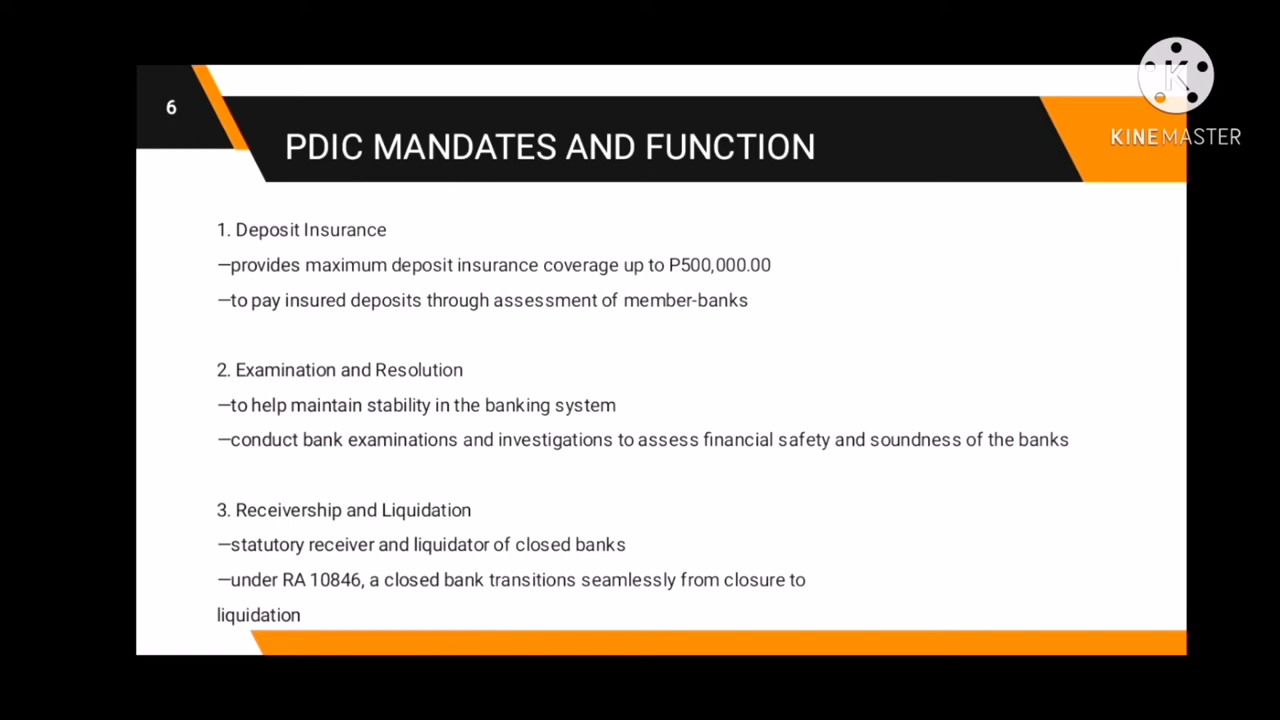 6
PDIC MANDATES AND FUNCTION
K
KINEMASTER
1. Deposit Insurance
—provides maximum deposit insurance coverage up to P500,000.00
—to pay insured deposits through assessment of member-banks
2. Examination and Resolution
—to help maintain stability in the banking system
—conduct bank examinations and investigations to assess financial safety and soundness of the banks
3. Receivership and Liquidation
—statutory receiver and liquidator of closed banks
—under RA 10846, a closed bank transitions seamlessly from closure to
liquidation